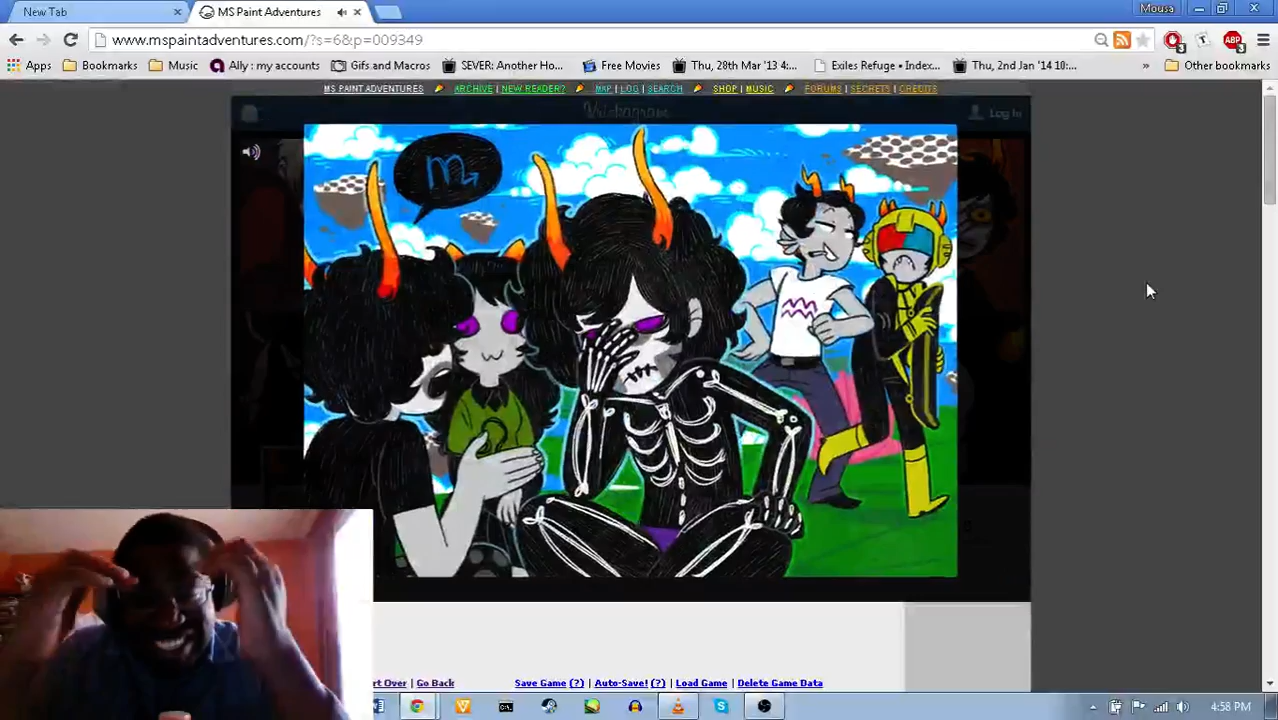 New Tab
MS Paint Adventures
Mousa
www.mspaintadventures.com/?s=6&p=009349
Apps
Bookmarks
Music
Ally : my accounts
Gifs and Macros
SEVER: Another Ho...
Free Movies
Thu, 28th Mar '13 4:...
Exiles Refuge • Index...
Thu, 2nd Jan '14 10:...
»
Other bookmarks
MS PAINT ADVENTURES
ARCHIVE | NEW READER?
MAP | LOG | SEARCH
SHOP | MUSIC
FORUMS | SECRETS | CREDITS
Vriskagram
Log In
rt Over | Go Back
Save Game (?) | Auto-Save! (?) | Load Game | Delete Game Data
4:58 PM